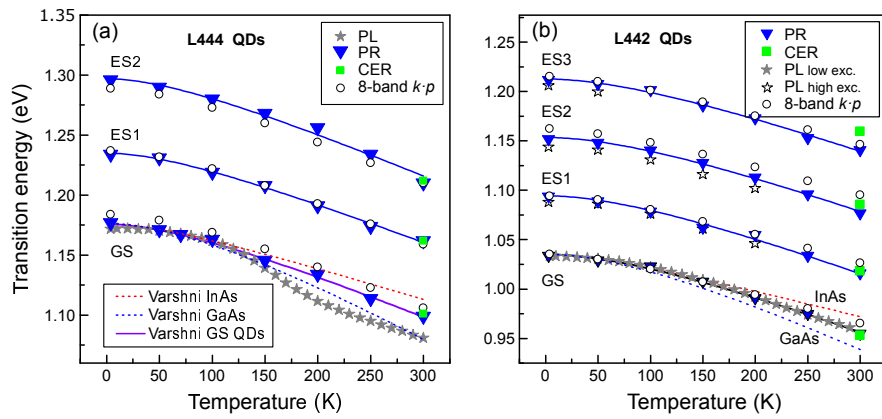 (a)
L444 QDs
PL
PR
CER
8-band k·p
ES2
ES1
GS
Varshni InAs
Varshni GaAs
Varshni GS QDs
1.35
1.30
1.25
1.20
1.15
1.10
Transition energy (eV)
0 50 100 150 200 250 300
Temperature (K)
(b)
L442 QDs
PR
CER
PL low exc.
PL high exc.
8-band k·p
ES3
ES2
ES1
GS
InAs
GaAs
1.25
1.20
1.15
1.10
1.05
1.00
0.95
0 50 100 150 200 250 300
Temperature (K)